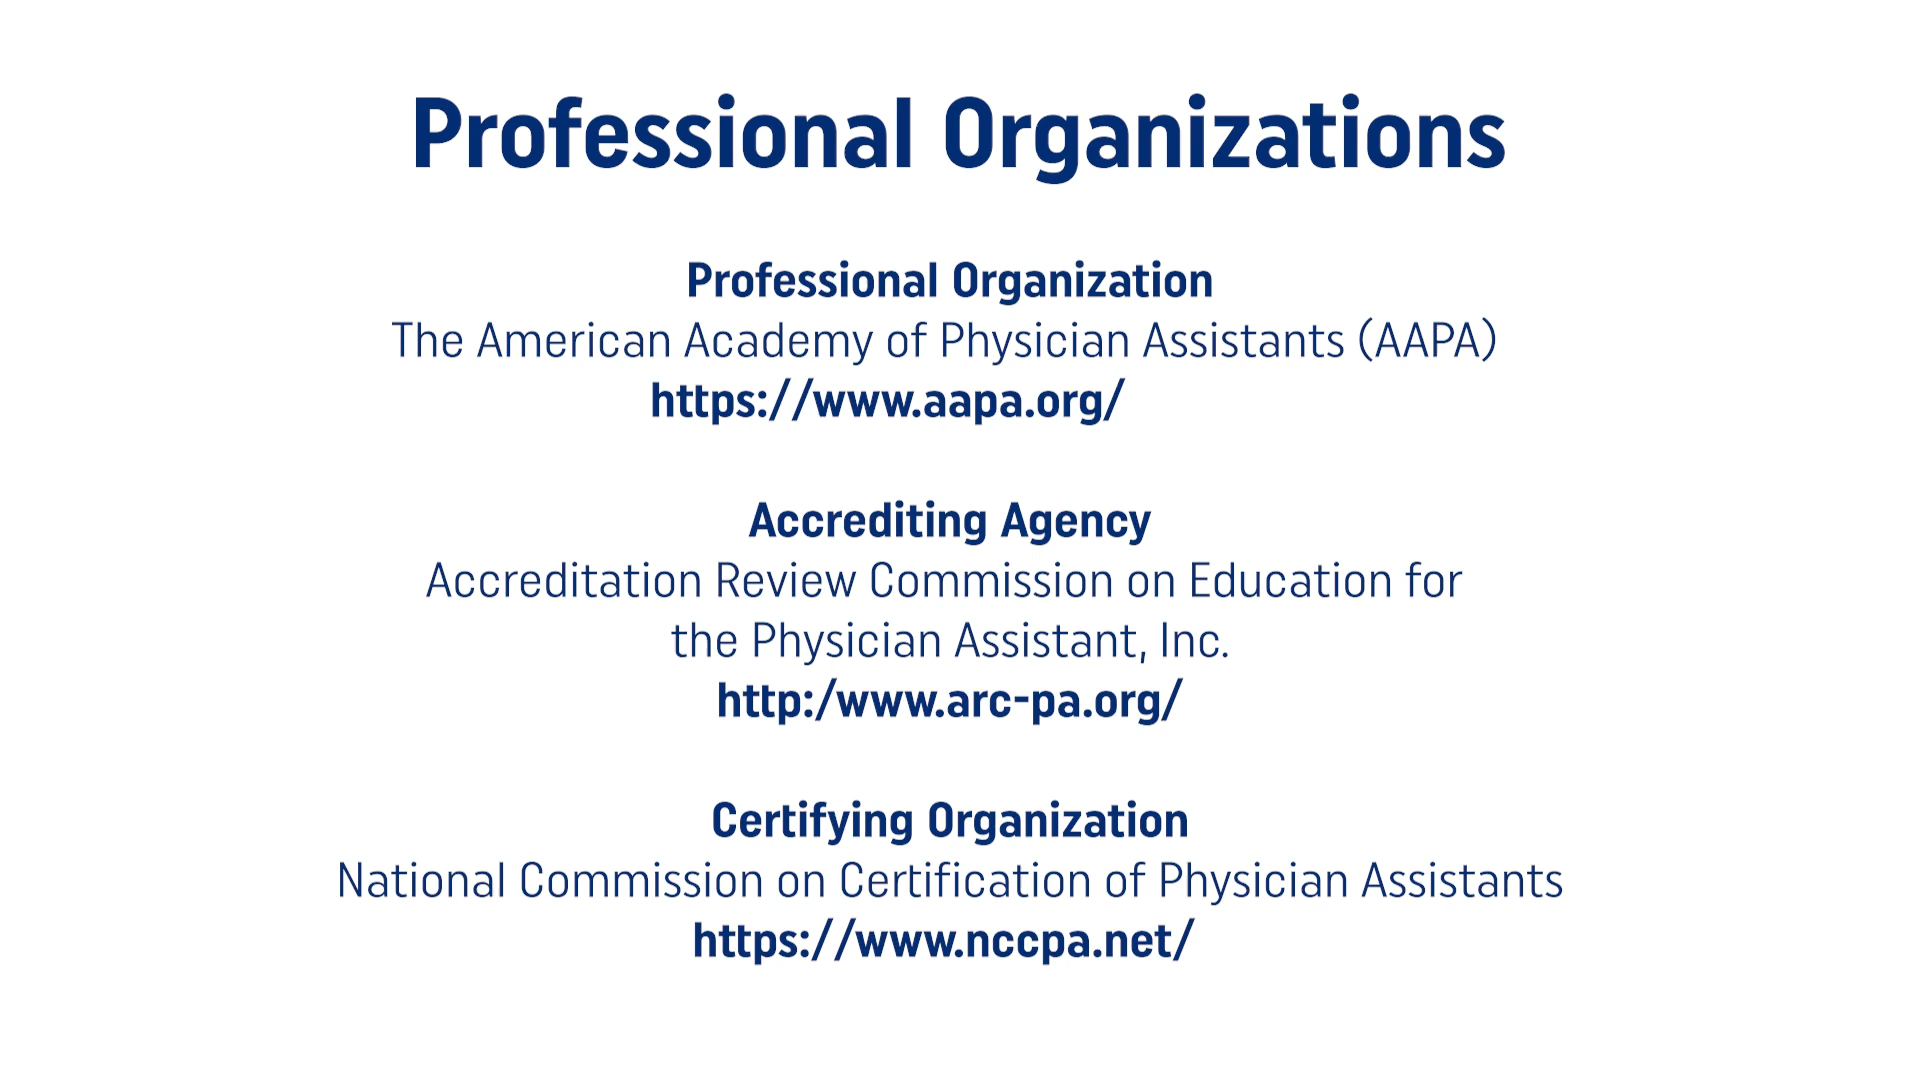 Professional Organizations
Professional Organization
The American Academy of Physician Assistants (AAPA)
https://www.aapa.org/
Accrediting Agency
Accreditation Review Commission on Education for
the Physician Assistant, Inc.
http:/www.arc-pa.org/
Certifying Organization
National Commission on Certification of Physician Assistants
https://www.nccpa.net/